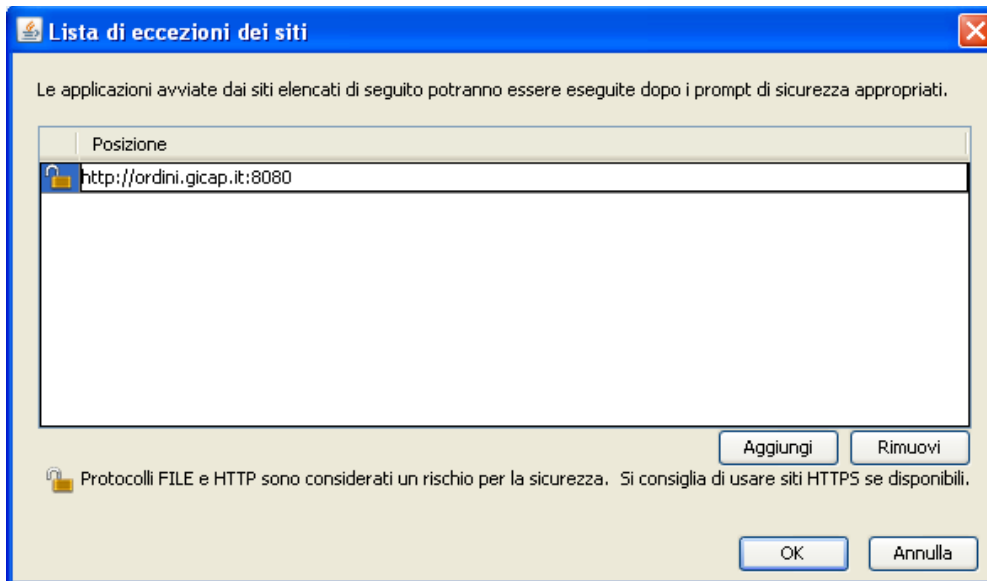 Lista di eccezioni dei siti
Le applicazioni avviate dai siti elencati di seguito potranno essere eseguite dopo i prompt di sicurezza appropriati.
Posizione
http://ordini.gicap.it:8080
Aggiungi Rimuovi
Protocolli FILE e HTTP sono considerati un rischio per la sicurezza. Si consiglia di usare siti HTTPS se disponibili.
OK Annulla